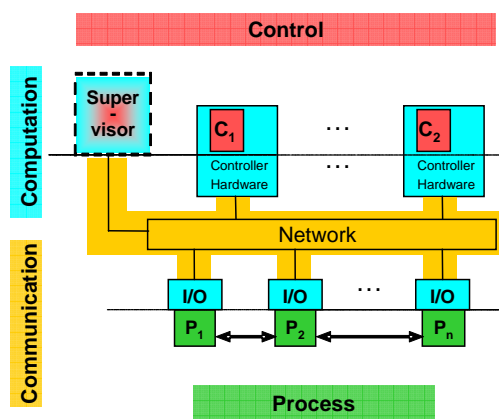 Control
Computation
Super
-
visor
C1
...
C2
Controller
Hardware
...
Controller
Hardware
Communication
Network
...
I/O
I/O
I/O
P1
P2
Pn
Process